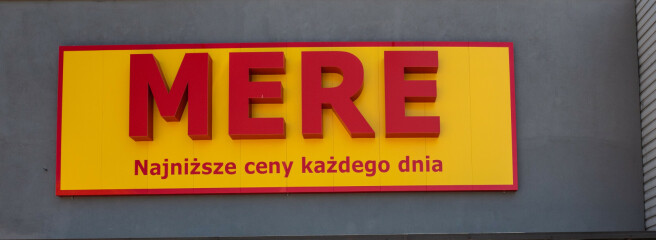 MERE
Najniższe ceny każdego dnia